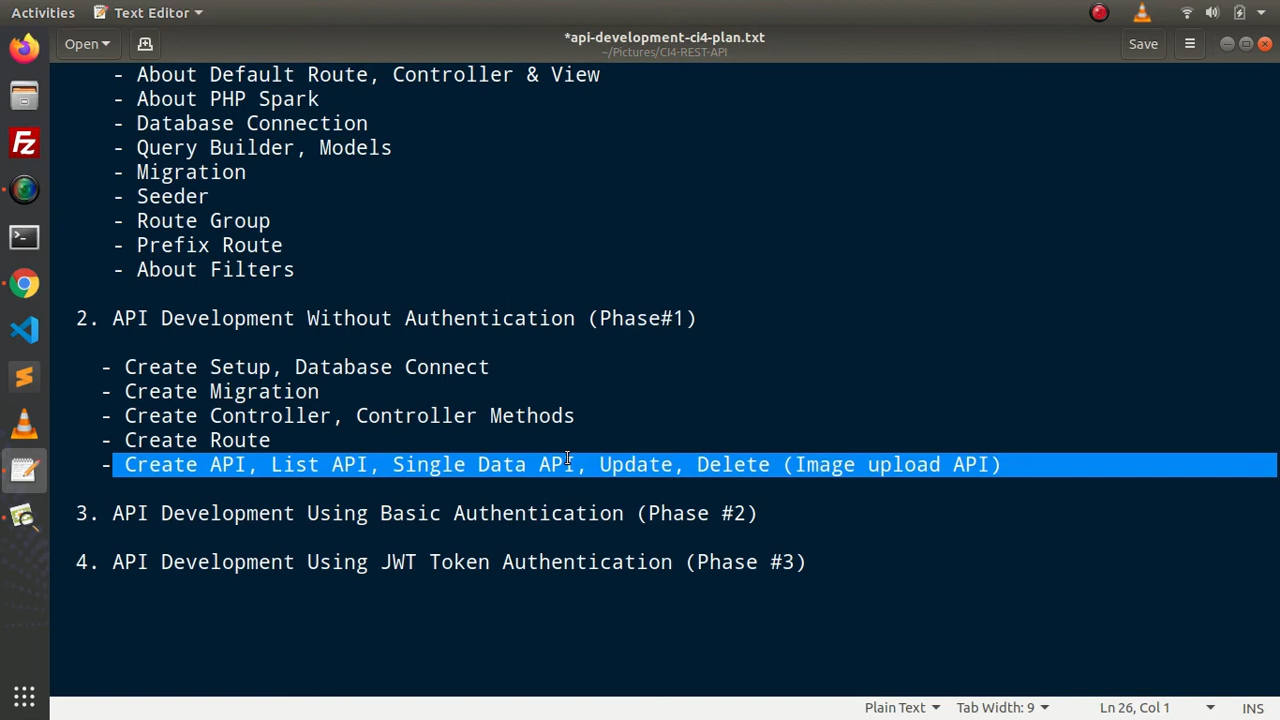 Activities
Text Editor
Open
*api-development-ci4-plan.txt
~/Pictures/CI4-REST-API
Save
- About Default Route, Controller & View
- About PHP Spark
- Database Connection
- Query Builder, Models
- Migration
- Seeder
- Route Group
- Prefix Route
- About Filters
2. API Development Without Authentication (Phase#1)
- Create Setup, Database Connect
- Create Migration
- Create Controller, Controller Methods
- Create Route
- Create API, List API, Single Data API, Update, Delete (Image upload API)
3. API Development Using Basic Authentication (Phase #2)
4. API Development Using JWT Token Authentication (Phase #3)
Plain Text
Tab Width: 9
Ln 26, Col 1
INS